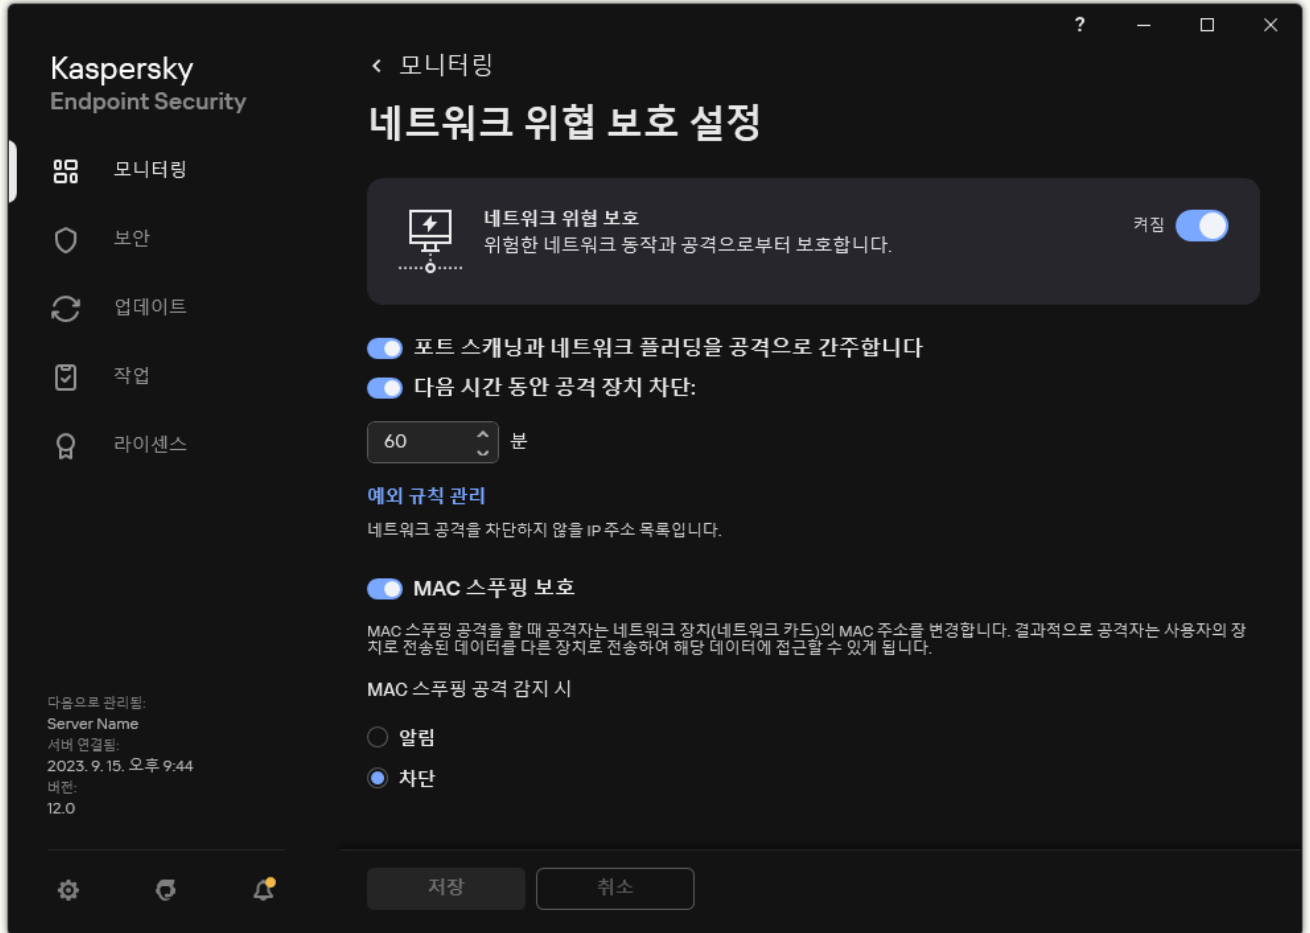 ?
Kaspersky
Endpoint Security
모니터링
보안
업데이트
작업
라이센스
다음으로 관리됨:
Server Name
서버 연결됨:
2023. 9. 15. 오후 9:44
버전:
12.0
모니터링
네트워크 위협 보호 설정
네트워크 위협 보호
위험한 네트워크 동작과 공격으로부터 보호합니다.
켜짐
포트 스캐닝과 네트워크 플러딩을 공격으로 간주합니다
다음 시간 동안 공격 장치 차단:
60 분
예외 규칙 관리
네트워크 공격을 차단하지 않을 IP 주소 목록입니다.
MAC 스푸핑 보호
MAC 스푸핑 공격을 할 때 공격자는 네트워크 장치(네트워크 카드)의 MAC 주소를 변경합니다. 결과적으로 공격자는 사용자의 장
치로 전송된 데이터를 다른 장치로 전송하여 해당 데이터에 접근할 수 있게 됩니다.
MAC 스푸핑 공격 감지 시
알림
차단
저장
취소